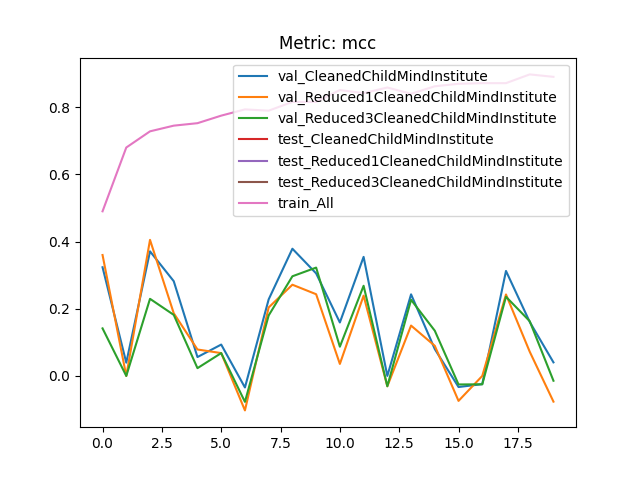 Metric: mcc
val_CleanedChildMindInstitute
val_Reduced1CleanedChildMindInstitute
val_Reduced3CleanedChildMindInstitute
test_CleanedChildMindInstitute
test_Reduced1CleanedChildMindInstitute
test_Reduced3CleanedChildMindInstitute
train_All
0.8
0.6
0.4
0.2
0.0
0.0 2.5 5.0 7.5 10.0 12.5 15.0 17.5